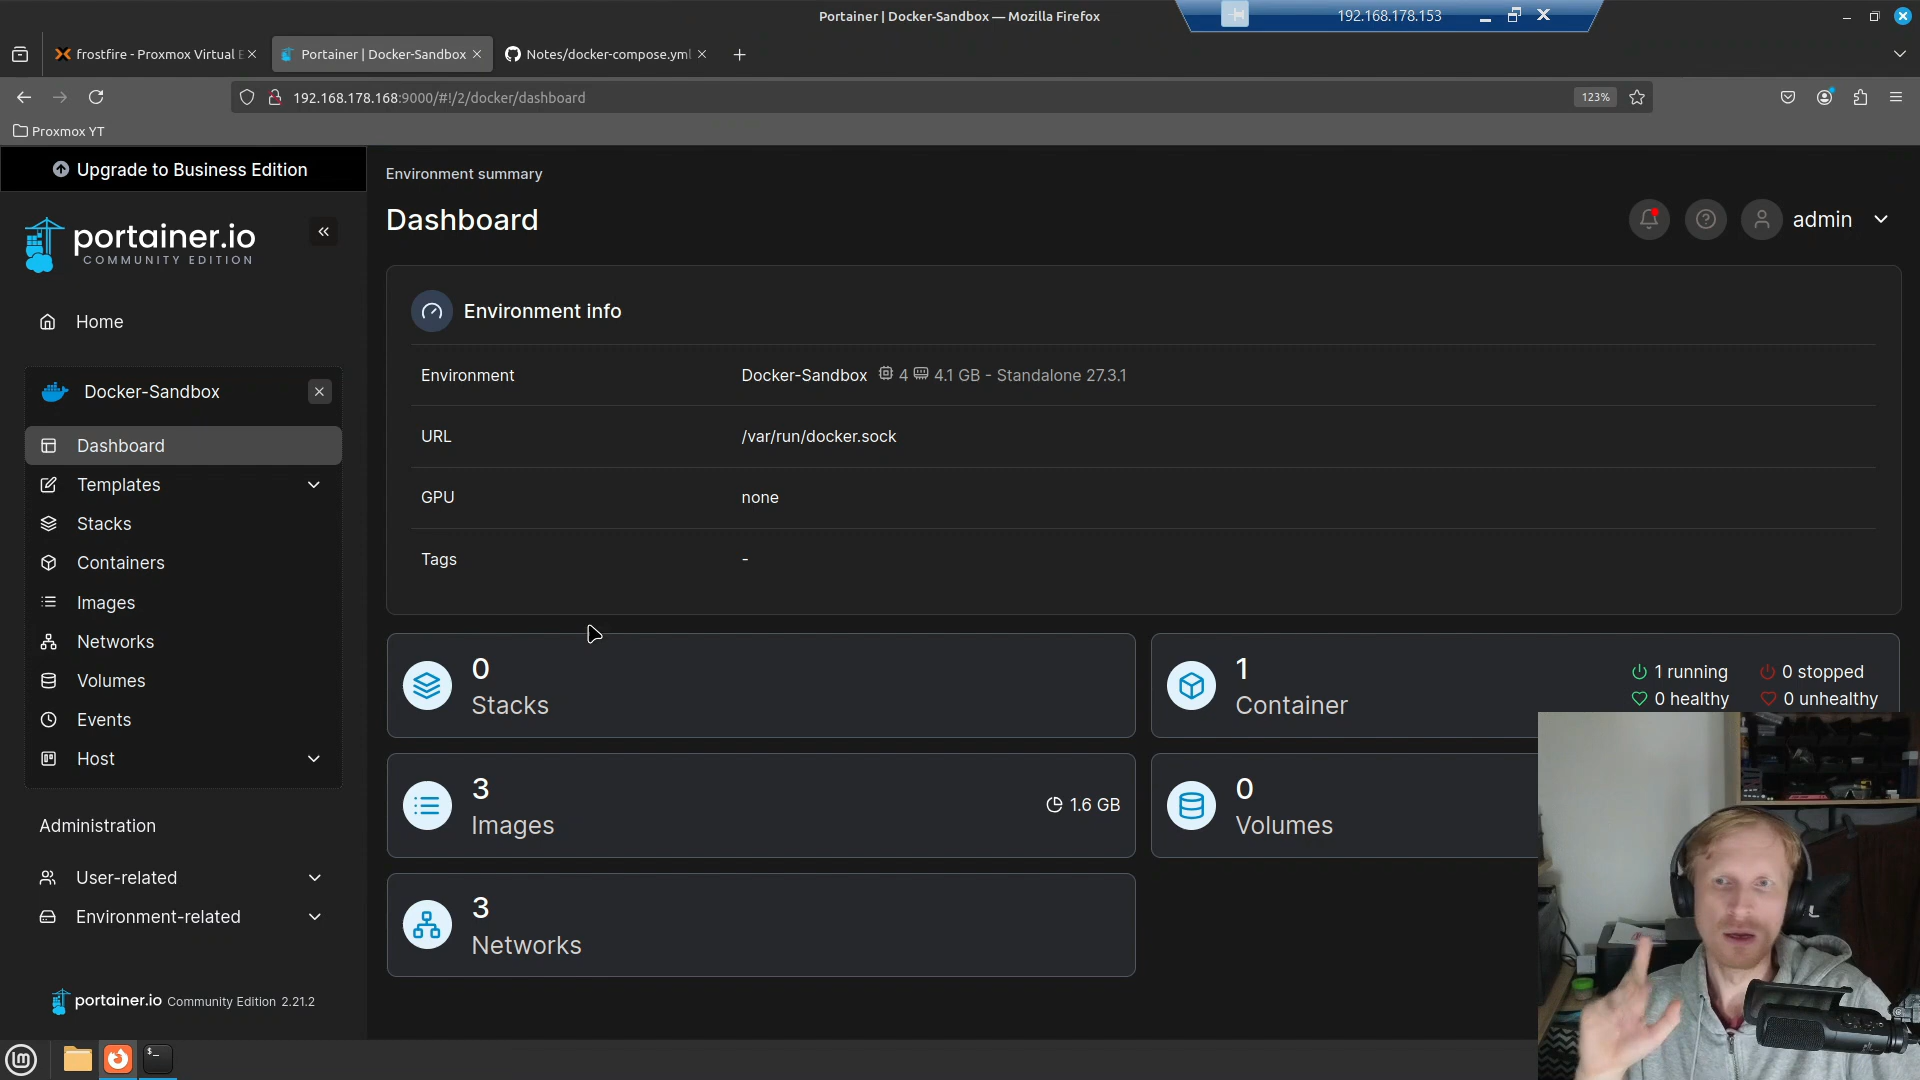 Portainer | Docker-Sandbox — Mozilla Firefox
192.168.178.153
frostfire - Proxmox Virtual E
Portainer | Docker-Sandbox
Notes/docker-compose.yml
192.168.178.168:9000/#!/2/docker/dashboard
123%
Proxmox YT
Upgrade to Business Edition
portainer.io
COMMUNITY EDITION
Home
Docker-Sandbox
Dashboard
Templates
Stacks
Containers
Images
Networks
Volumes
Events
Host
Administration
User-related
Environment-related
portainer.io Community Edition 2.21.2
Environment summary
Dashboard
admin
Environment info
Environment
Docker-Sandbox 4 4.1 GB - Standalone 27.3.1
URL
/var/run/docker.sock
GPU
none
Tags
-
0
Stacks
1
Container
1 running
0 stopped
0 healthy
0 unhealthy
3
Images
1.6 GB
0
Volumes
3
Networks